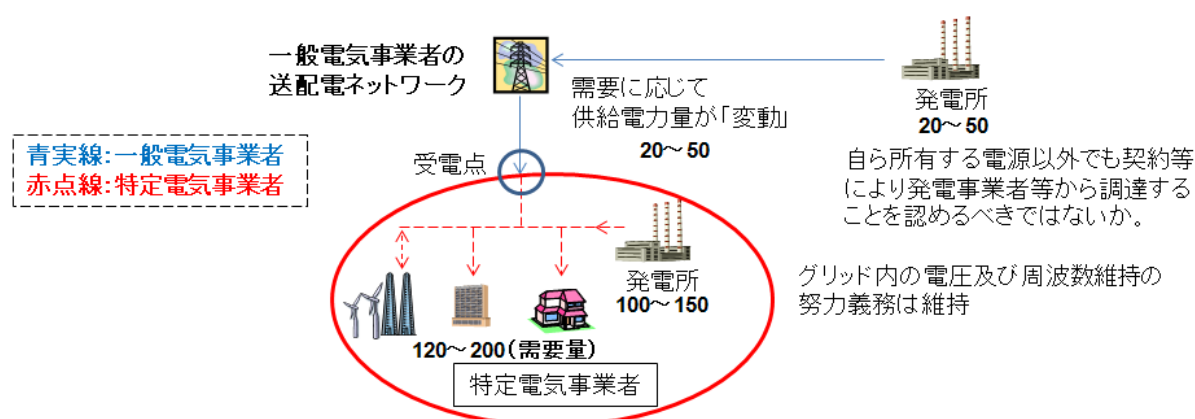 一般電気事業者の
送配電ネットワーク
需要に応じて
供給電力量が「変動」
20～50
発電所
20～50
青実線:一般電気事業者
赤点線:特定電気事業者
受電点
自ら所有する電源以外でも契約等
により発電事業者等から調達する
ことを認めるべきではないか。
発電所
100～150
グリッド内の電圧及び周波数維持の
努力義務は維持
120～200(需要量)
特定電気事業者